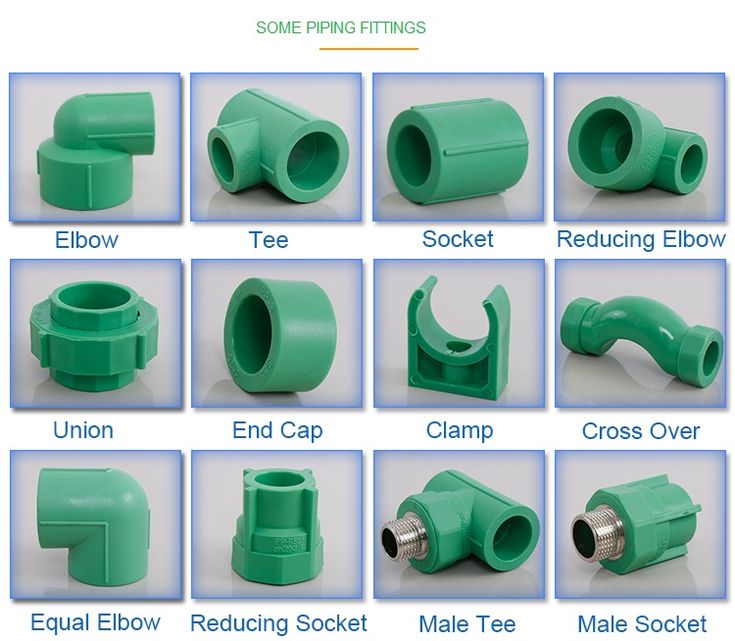 SOME PIPING FITTINGS
Elbow
Tee
Socket
Reducing Elbow
Union
End Cap
Clamp
Cross Over
Equal Elbow
Reducing Socket
Male Tee
Male Socket